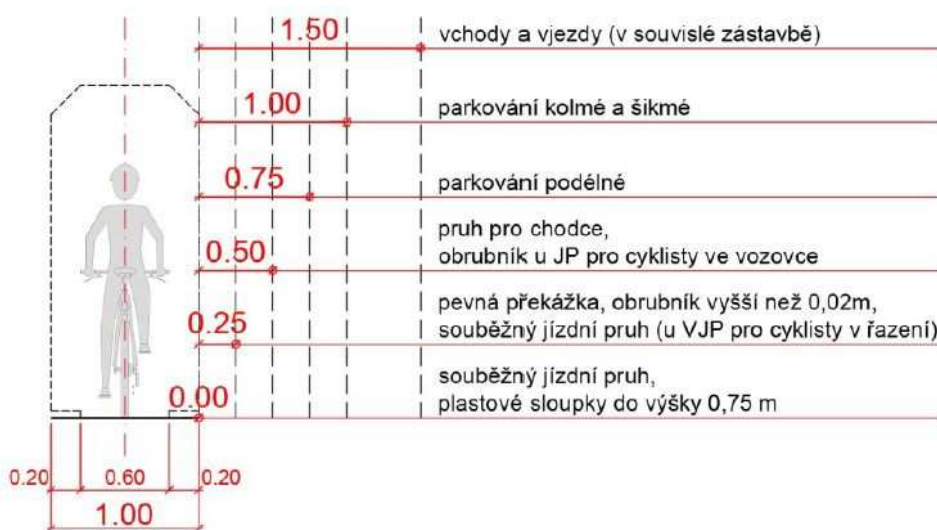 1.50 vchody a vjezdy (v souvislé zástavbě)
1.00 parkování kolmé a šikmé
0.75 parkování podélné
pruh pro chodce,
0.50 obrubník u JP pro cyklisty ve vozovce
pevná překážka, obrubník vyšší než 0,02m,
0.25 souběžný jízdní pruh (u VJP pro cyklisty v řazení)
souběžný jízdní pruh,
0.00 plastové sloupky do výšky 0,75 m
0.20 0.60 0.20
1.00